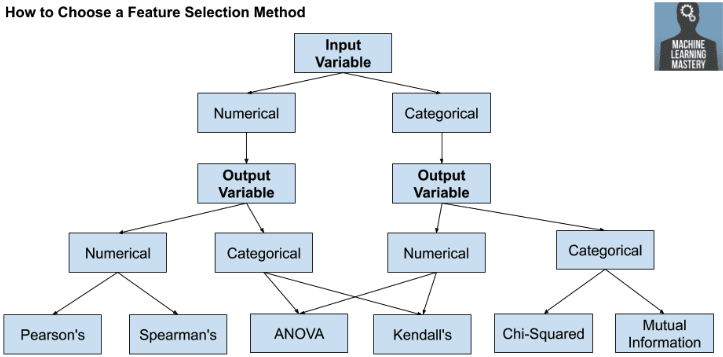 How to Choose a Feature Selection Method
MACHINE
LEARNING
MASTERY
Input
Variable
Numerical
Categorical
Output
Variable
Output
Variable
Numerical
Categorical
Numerical
Categorical
Pearson's
Spearman's
ANOVA
Kendall's
Chi-Squared
Mutual
Information